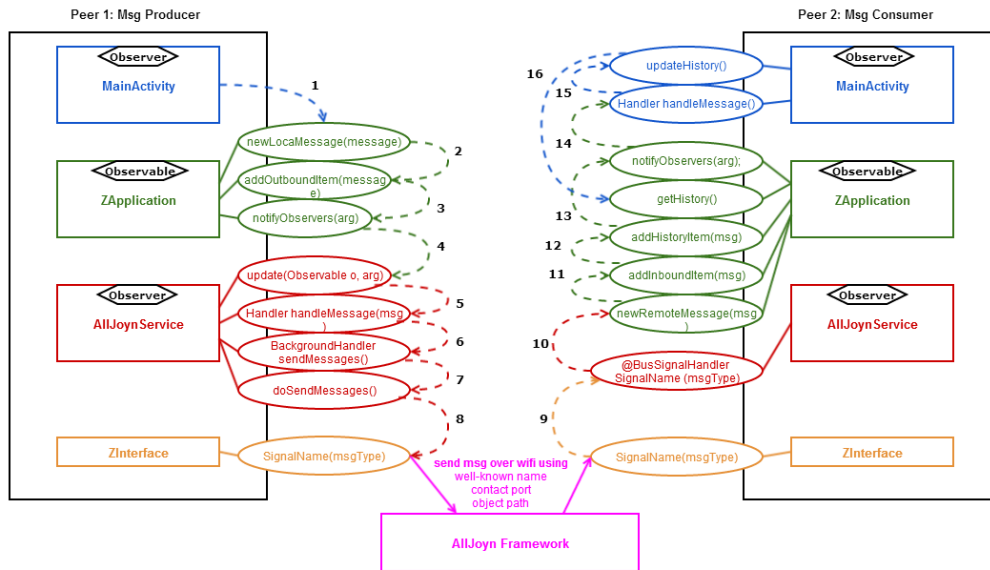 Peer 1: Msg Producer
Observer
MainActivity
1
newLocaMessage(message)
2
Observable
ZApplication
addOutboundItem(messag
e)
3
notifyObservers(arg)
4
update(Observable o, arg)
5
Observer
AllJoynService
Handler handleMessage(msg
)
6
BackgroundHandler
sendMessages()
7
doSendMessages()
8
ZInterface
SignalName(msgType)
send msg over wifi using
well-known name
contact port
object path
AllJoyn Framework
Peer 2: Msg Consumer
Observer
MainActivity
16
updateHistory()
15
Handler handleMessage()
14
notifyObservers(arg);
Observable
ZApplication
getHistory()
13
addHistoryItem(msg)
12
addInboundItem(msg)
11
newRemoteMessage(msg
)
Observer
AllJoynService
10
@BusSignalHandler
SignalName (msgType)
9
SignalName(msgType)
ZInterface